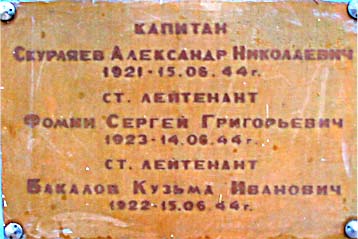 КАПИТАН
СКУРЛЯЕВ АЛЕКСАНДР НИКОЛАЕВИЧ
1921-15.06.44г.
СТ. ЛЕЙТЕНАНТ
ФОМИН СЕРГЕЙ ГРИГОРЬЕВИЧ
1923-14.06.44г.
СТ. ЛЕЙТЕНАНТ
БАКАЛОВ КУЗЬМА ИВАНОВИЧ
1922-15.06.44г.